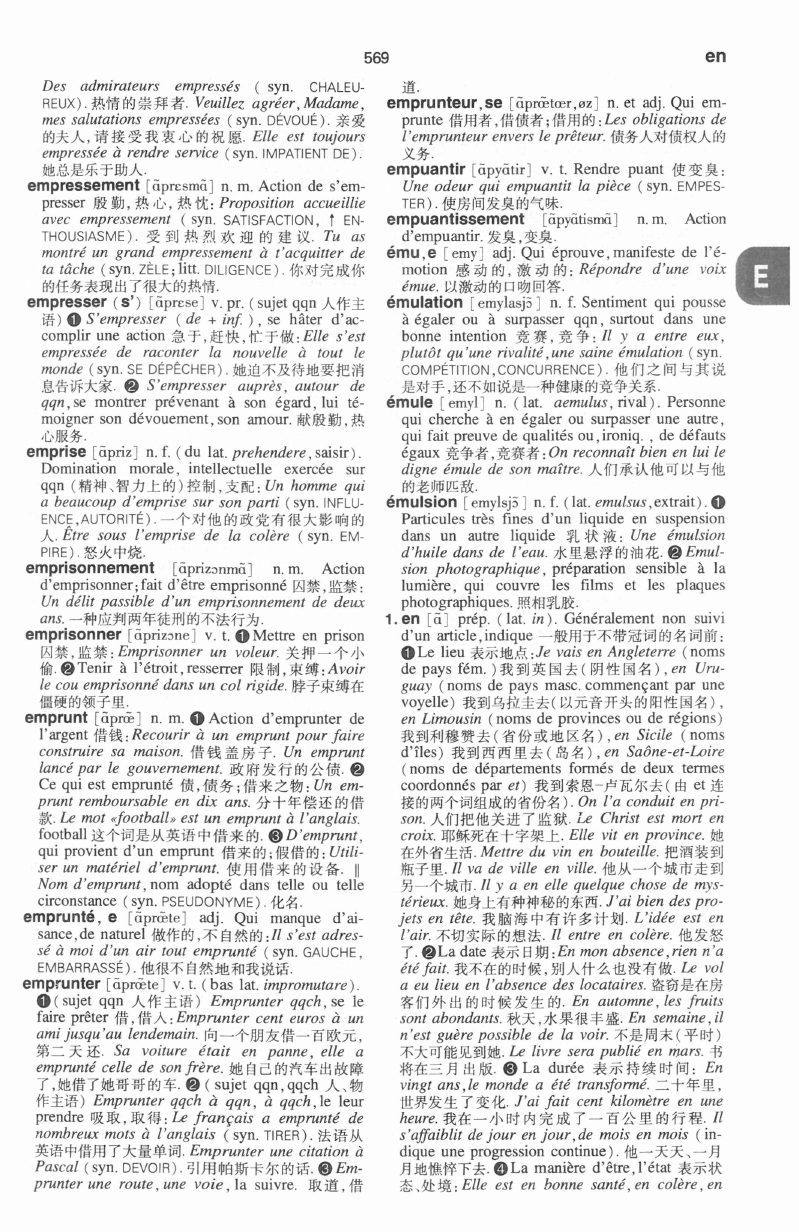 569
en
Des admirateurs empressés ( syn. CHALEU-
REUX). 热情的崇拜者. Veuillez agréer, Madame,
mes salutations empressées (syn. DÉVOUÉ). 亲爱
的夫人,请接受我衷心的祝愿. Elle est toujours
empressée à rendre service (syn. IMPATIENT DE).
她总是乐于助人.
empressement [ɑ̃prɛsmɑ̃] n. m. Action de s'em-
presser 殷勤,热心,热忱: Proposition accueillie
avec empressement ( syn. SATISFACTION, ↑ EN-
THOUSIASME). 受到热烈欢迎的建议. Tu as
montré un grand empressement à t'acquitter de
ta tâche (syn. ZÈLE; litt. DILIGENCE). 你对完成你
的任务表现出了很大的热情.
empresser (s') [ɑ̃prɛse] v. pr. (sujet qqn 人作主
语) ❶ S'empresser ( de + inf. ), se hâter d'ac-
complir une action 急于,赶快,忙于做: Elle s'est
empressée de raconter la nouvelle à tout le
monde (syn. SE DÉPÊCHER). 她迫不及待地要把消
息告诉大家. ❷ S'empresser auprès, autour de
qqn, se montrer prévenant à son égard, lui té-
moigner son dévouement, son amour. 献殷勤,热
心服务.
emprise [ɑ̃priz] n. f. (du lat. prehendere, saisir).
Domination morale, intellectuelle exercée sur
qqn (精神、智力上的)控制,支配: Un homme qui
a beaucoup d'emprise sur son parti (syn. INFLU-
ENCE, AUTORITÉ). 一个对他的政党有很大影响的
人. Être sous l'emprise de la colère (syn. EM-
PIRE). 怒火中烧.
emprisonnement [ɑ̃prizɔnmɑ̃] n. m. Action
d'emprisonner; fait d'être emprisonné 囚禁,监禁:
Un délit passible d'un emprisonnement de deux
ans. 一种应判两年徒刑的不法行为.
emprisonner [ɑ̃prizɔne] v. t. ❶ Mettre en prison
囚禁,监禁: Emprisonner un voleur. 关押一个小
偷. ❷ Tenir à l'étroit, resserrer 限制,束缚: Avoir
le cou emprisonné dans un col rigide. 脖子束缚在
僵硬的领子里.
emprunt [ɑ̃prœ̃] n. m. ❶ Action d'emprunter de
l'argent 借钱: Recourir à un emprunt pour faire
construire sa maison. 借钱盖房子. Un emprunt
lancé par le gouvernement. 政府发行的公债. ❷
Ce qui est emprunté 债,债务;借来之物: Un em-
prunt remboursable en dix ans. 分十年偿还的借
款. Le mot «football» est un emprunt à l'anglais.
football 这个词是从英语中借来的. ❸ D'emprunt,
qui provient d'un emprunt 借来的;假借的: Utili-
ser un matériel d'emprunt. 使用借来的设备. ‖
Nom d'emprunt, nom adopté dans telle ou telle
circonstance (syn. PSEUDONYME). 化名.
emprunté, e [ɑ̃prœ̃te] adj. Qui manque d'ai-
sance, de naturel 做作的,不自然的: Il s'est adres-
sé à moi d'un air tout emprunté (syn. GAUCHE,
EMBARRASSÉ). 他很不自然地和我说话.
emprunter [ɑ̃prœ̃te] v. t. (bas lat. impromutare).
❶ (sujet qqn 人作主语) Emprunter qqch, se le
faire prêter 借,借入: Emprunter cent euros à un
ami jusqu'au lendemain. 向一个朋友借一百欧元,
第二天还. Sa voiture était en panne, elle a
emprunté celle de son frère. 她自己的汽车出故障
了,她借了她哥哥的车. ❷ ( sujet qqn, qqch 人、物
作主语) Emprunter qqch à qqn, à qqch, le leur
prendre 吸取,取得: Le français a emprunté de
nombreux mots à l'anglais (syn. TIRER). 法语从
英语中借用了大量单词. Emprunter une citation à
Pascal (syn. DEVOIR). 引用帕斯卡尔的话. ❸ Em-
prunter une route, une voie, la suivre. 取道,借
道.
emprunteur, se [ɑ̃prœ̃tœr, øz] n. et adj. Qui em-
prunte 借用者,借债者;借用的: Les obligations de
l'emprunteur envers le prêteur. 债务人对债权人的
义务.
empuantir [ɑ̃pyɑ̃tir] v. t. Rendre puant 使变臭:
Une odeur qui empuantit la pièce (syn. EMPES-
TER). 使房间发臭的气味.
empuantissement [ɑ̃pyɑ̃tismɑ̃] n. m. Action
d'empuantir. 发臭,变臭.
ému, e [emy] adj. Qui éprouve, manifeste de l'é-
motion 感动的, 激动的: Répondre d'une voix
émue. 以激动的口吻回答.
émulation [emylasjɔ̃] n. f. Sentiment qui pousse
à égaler ou à surpasser qqn, surtout dans une
bonne intention 竞赛,竞争: Il y a entre eux,
plutôt qu'une rivalité, une saine émulation (syn.
COMPÉTITION, CONCURRENCE). 他们之间与其说
是对手,还不如说是一种健康的竞争关系.
émule [emyl] n. (lat. aemulus, rival). Personne
qui cherche à en égaler ou surpasser une autre,
qui fait preuve de qualités ou, ironiq. , de défauts
égaux 竞争者,竞赛者: On reconnaît bien en lui le
digne émule de son maître. 人们承认他可以与他
的老师匹敌.
émulsion [emylsjɔ̃] n. f. (lat. emulsus, extrait). ❶
Particules très fines d'un liquide en suspension
dans un autre liquide 乳状液: Une émulsion
d'huile dans de l'eau. 水里悬浮的油花. ❷ Emul-
sion photographique, préparation sensible à la
lumière, qui couvre les films et les plaques
photographiques. 照相乳胶.
1. en [ɑ̃] prép. (lat. in). Généralement non suivi
d'un article, indique 一般用于不带冠词的名词前:
❶ Le lieu 表示地点: Je vais en Angleterre (noms
de pays fém. ) 我到英国去(阴性国名), en Uru-
guay (noms de pays masc. commençant par une
voyelle) 我到乌拉圭去(以元音开头的阳性国名),
en Limousin (noms de provinces ou de régions)
我到利穆赞去(省份或地区名), en Sicile (noms
d'îles) 我到西西里去(岛名), en Saône-et-Loire
(noms de départements formés de deux termes
coordonnés par et) 我到索恩-卢瓦尔去(由 et 连
接的两个词组成的省份名). On l'a conduit en pri-
son. 人们把他关进了监狱. Le Christ est mort en
croix. 耶稣死在十字架上. Elle vit en province. 她
在外省生活. Mettre du vin en bouteille. 把酒装到
瓶子里. Il va de ville en ville. 他从一个城市走到
另一个城市. Il y a en elle quelque chose de mys-
térieux. 她身上有种神秘的东西. J'ai bien des pro-
jets en tête. 我脑海中有许多计划. L'idée est en
l'air. 不切实际的想法. Il entre en colère. 他发怒
了. ❷ La date 表示日期: En mon absence, rien n'a
été fait. 我不在的时候,别人什么也没有做. Le vol
a eu lieu en l'absence des locataires. 盗窃是在房
客们外出的时候发生的. En automne, les fruits
sont abondants. 秋天,水果很丰盛. En semaine, il
n'est guère possible de la voir. 不是周末(平时)
不大可能见到她. Le livre sera publié en mars. 书
将在三月出版. ❸ La durée 表示持续时间: En
vingt ans, le monde a été transformé. 二十年里,
世界发生了变化. J'ai fait cent kilomètre en une
heure. 我在一小时内完成了一百公里的行程. Il
s'affaiblit de jour en jour, de mois en mois (in-
dique une progression continue). 他一天天、一月
月地憔悴下去. ❹ La manière d'être, l'état 表示状
态、处境: Elle est en bonne santé, en colère, en
E